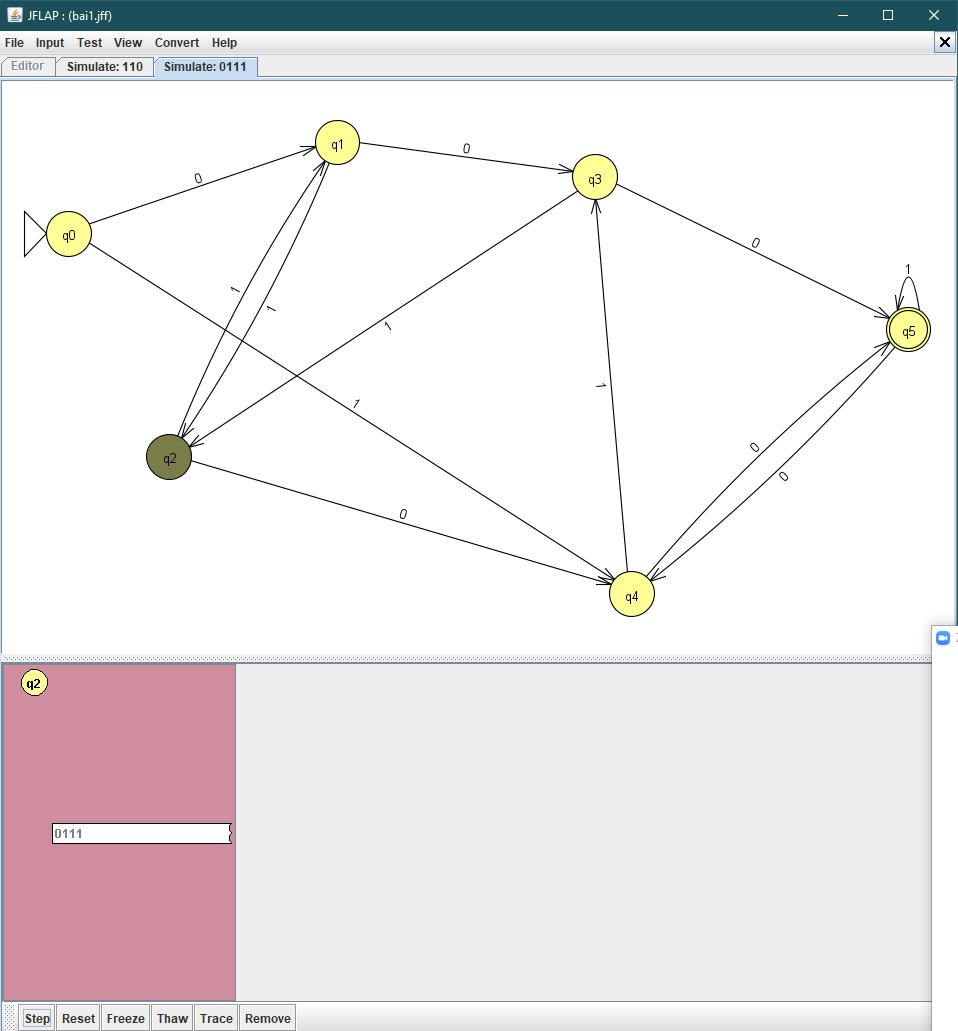 JFLAP : (bai1.jff)
File Input Test View Convert Help
Editor Simulate: 110 Simulate: 0111
q1
0
q3
0
q0
0
1
q5
1
1
1
1
1
q2
0
0
0
q4
q2
0111
Step Reset Freeze Thaw Trace Remove